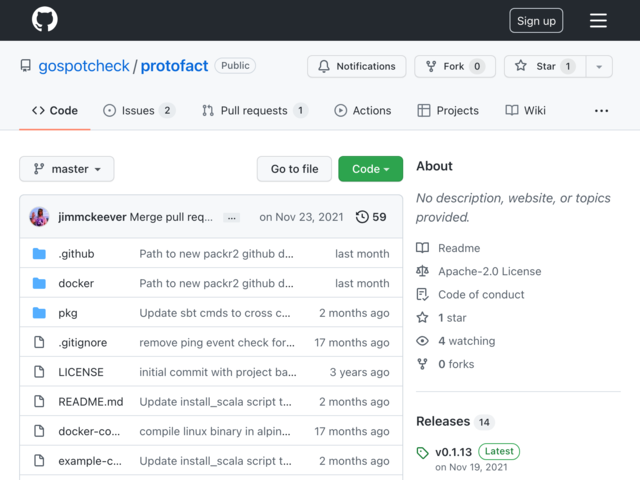 Sign up
gospotcheck / protofact Public
Notifications
Fork 0
Star 1
Code
Issues 2
Pull requests 1
Actions
Projects
Wiki
master
Go to file
Code
jimmckeever Merge pull req... ... on Nov 23, 2021 59
.github Path to new packr2 github d... last month
docker Path to new packr2 github d... last month
pkg Update sbt cmds to cross c... 2 months ago
.gitignore remove ping event check for... 17 months ago
LICENSE initial commit with project ba... 3 years ago
README.md Update install_scala script t... 2 months ago
docker-co... compile linux binary in alpin... 17 months ago
example-c... Update install_scala script t... 2 months ago
About
No description, website, or topics
provided.
Readme
Apache-2.0 License
Code of conduct
1 star
4 watching
0 forks
Releases 14
v0.1.13 Latest
on Nov 19, 2021